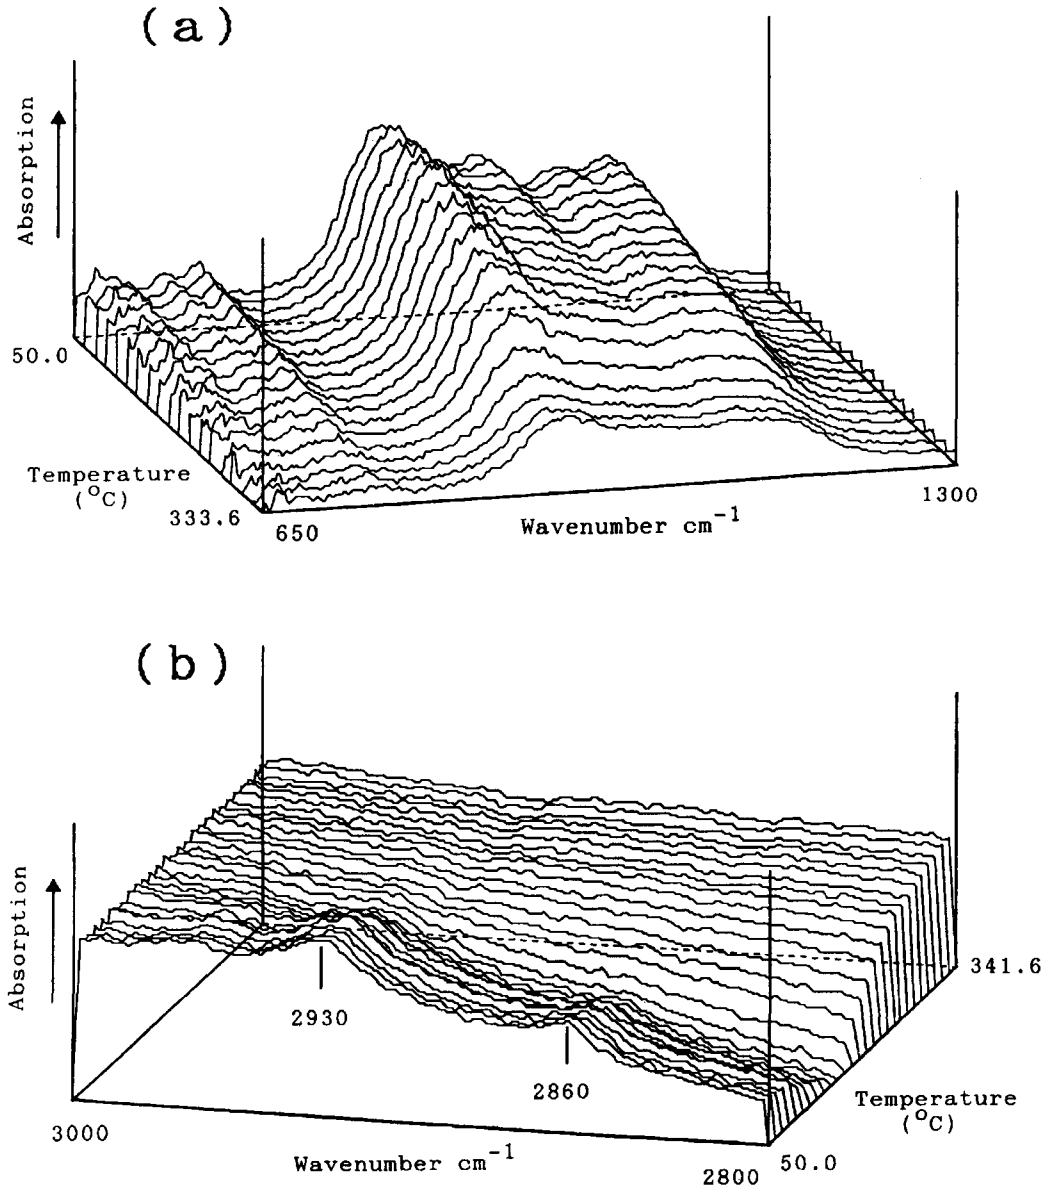 (a)
Absorption
50.0
Temperature
(°C)
333.6
650
Wavenumber cm-1
1300
(b)
Absorption
2930
2860
341.6
Temperature
(°C)
3000
Wavenumber cm-1
2800
50.0